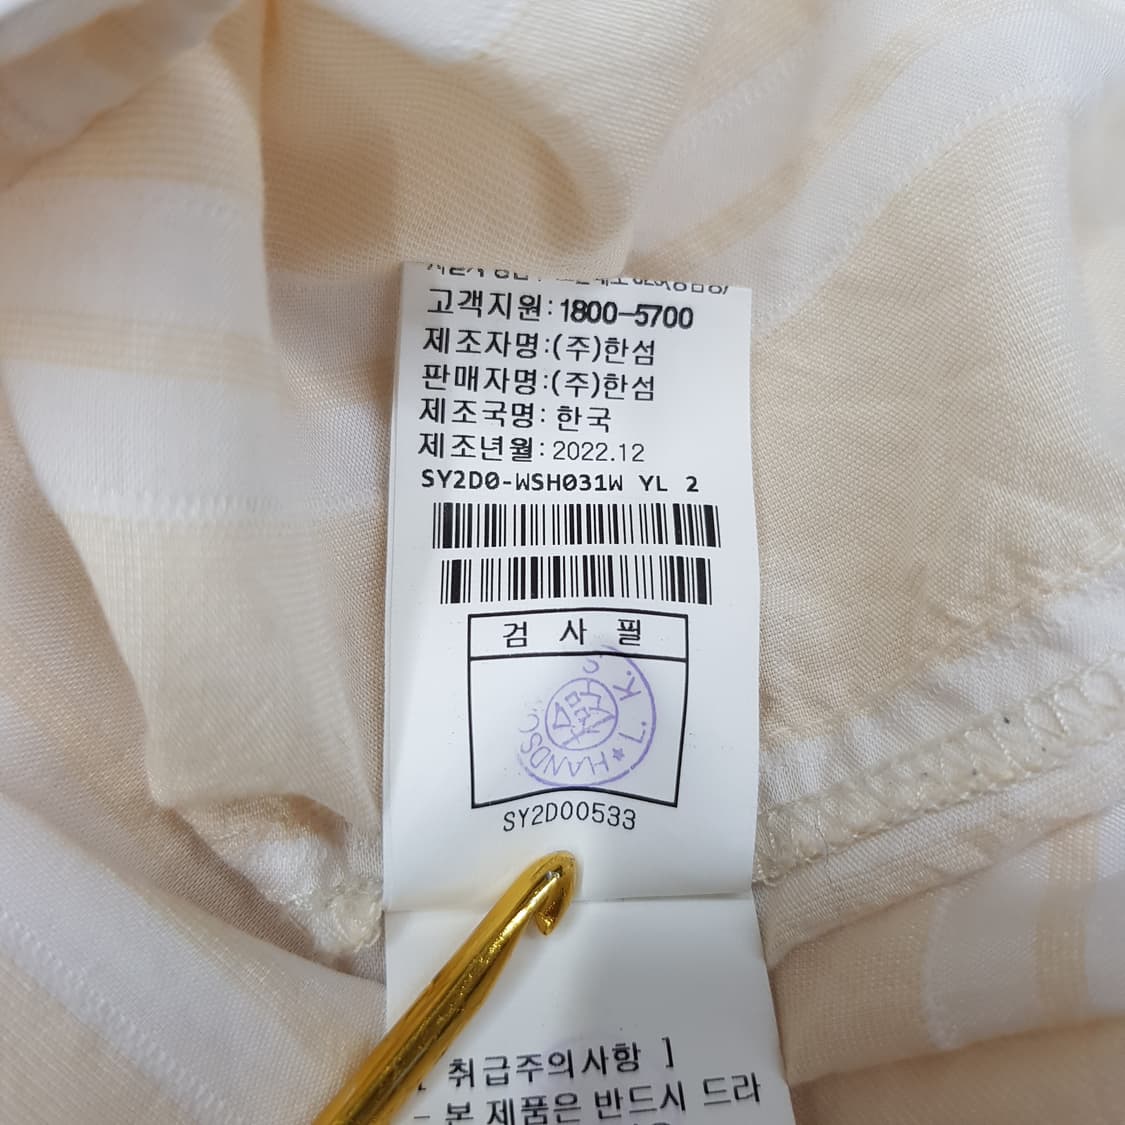 고객지원: 1800-5700
제조자명:(주)한섬
판매자명:(주)한섬
제조국명: 한국
제조년월: 2022.12
SY2D0-WSH031W YL 2
검 사 필
HANDSO
L. K.
SY2D00533
취급주의사항 ]
- 본 제품은 반드시 드라